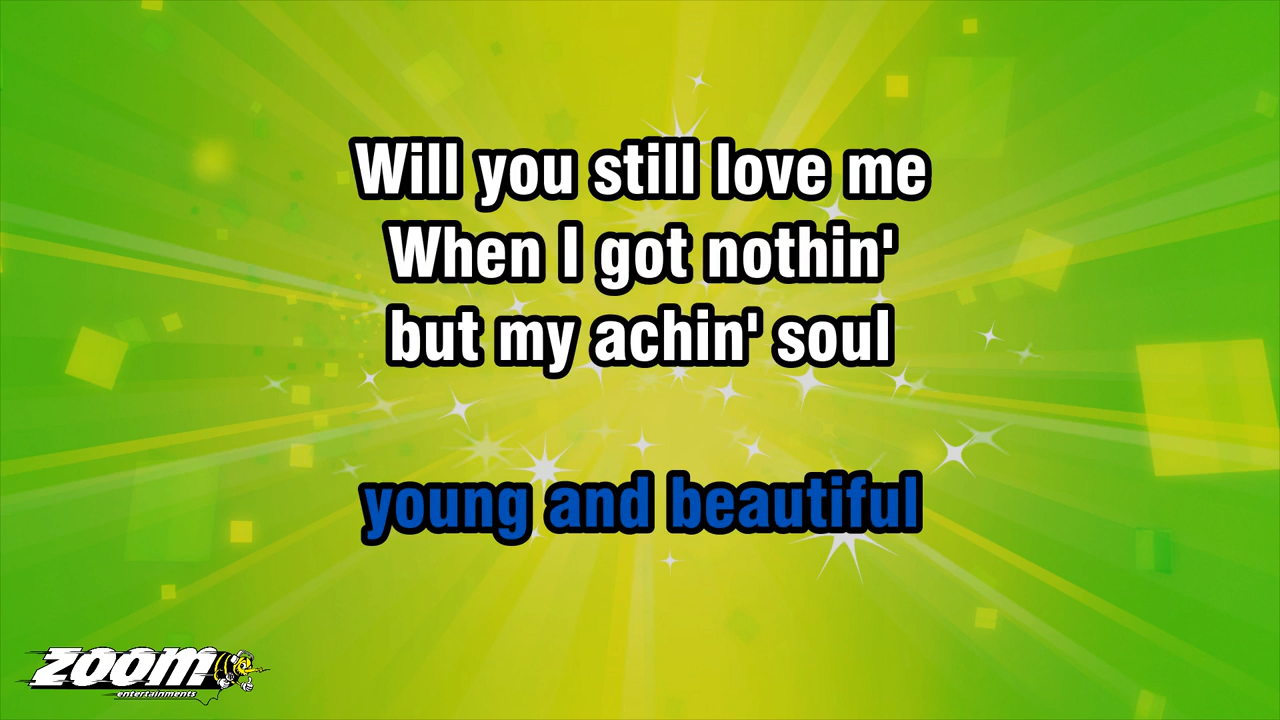 Will you still love me
When I got nothin'
but my achin' soul
young and beautiful
zoom
entertainments